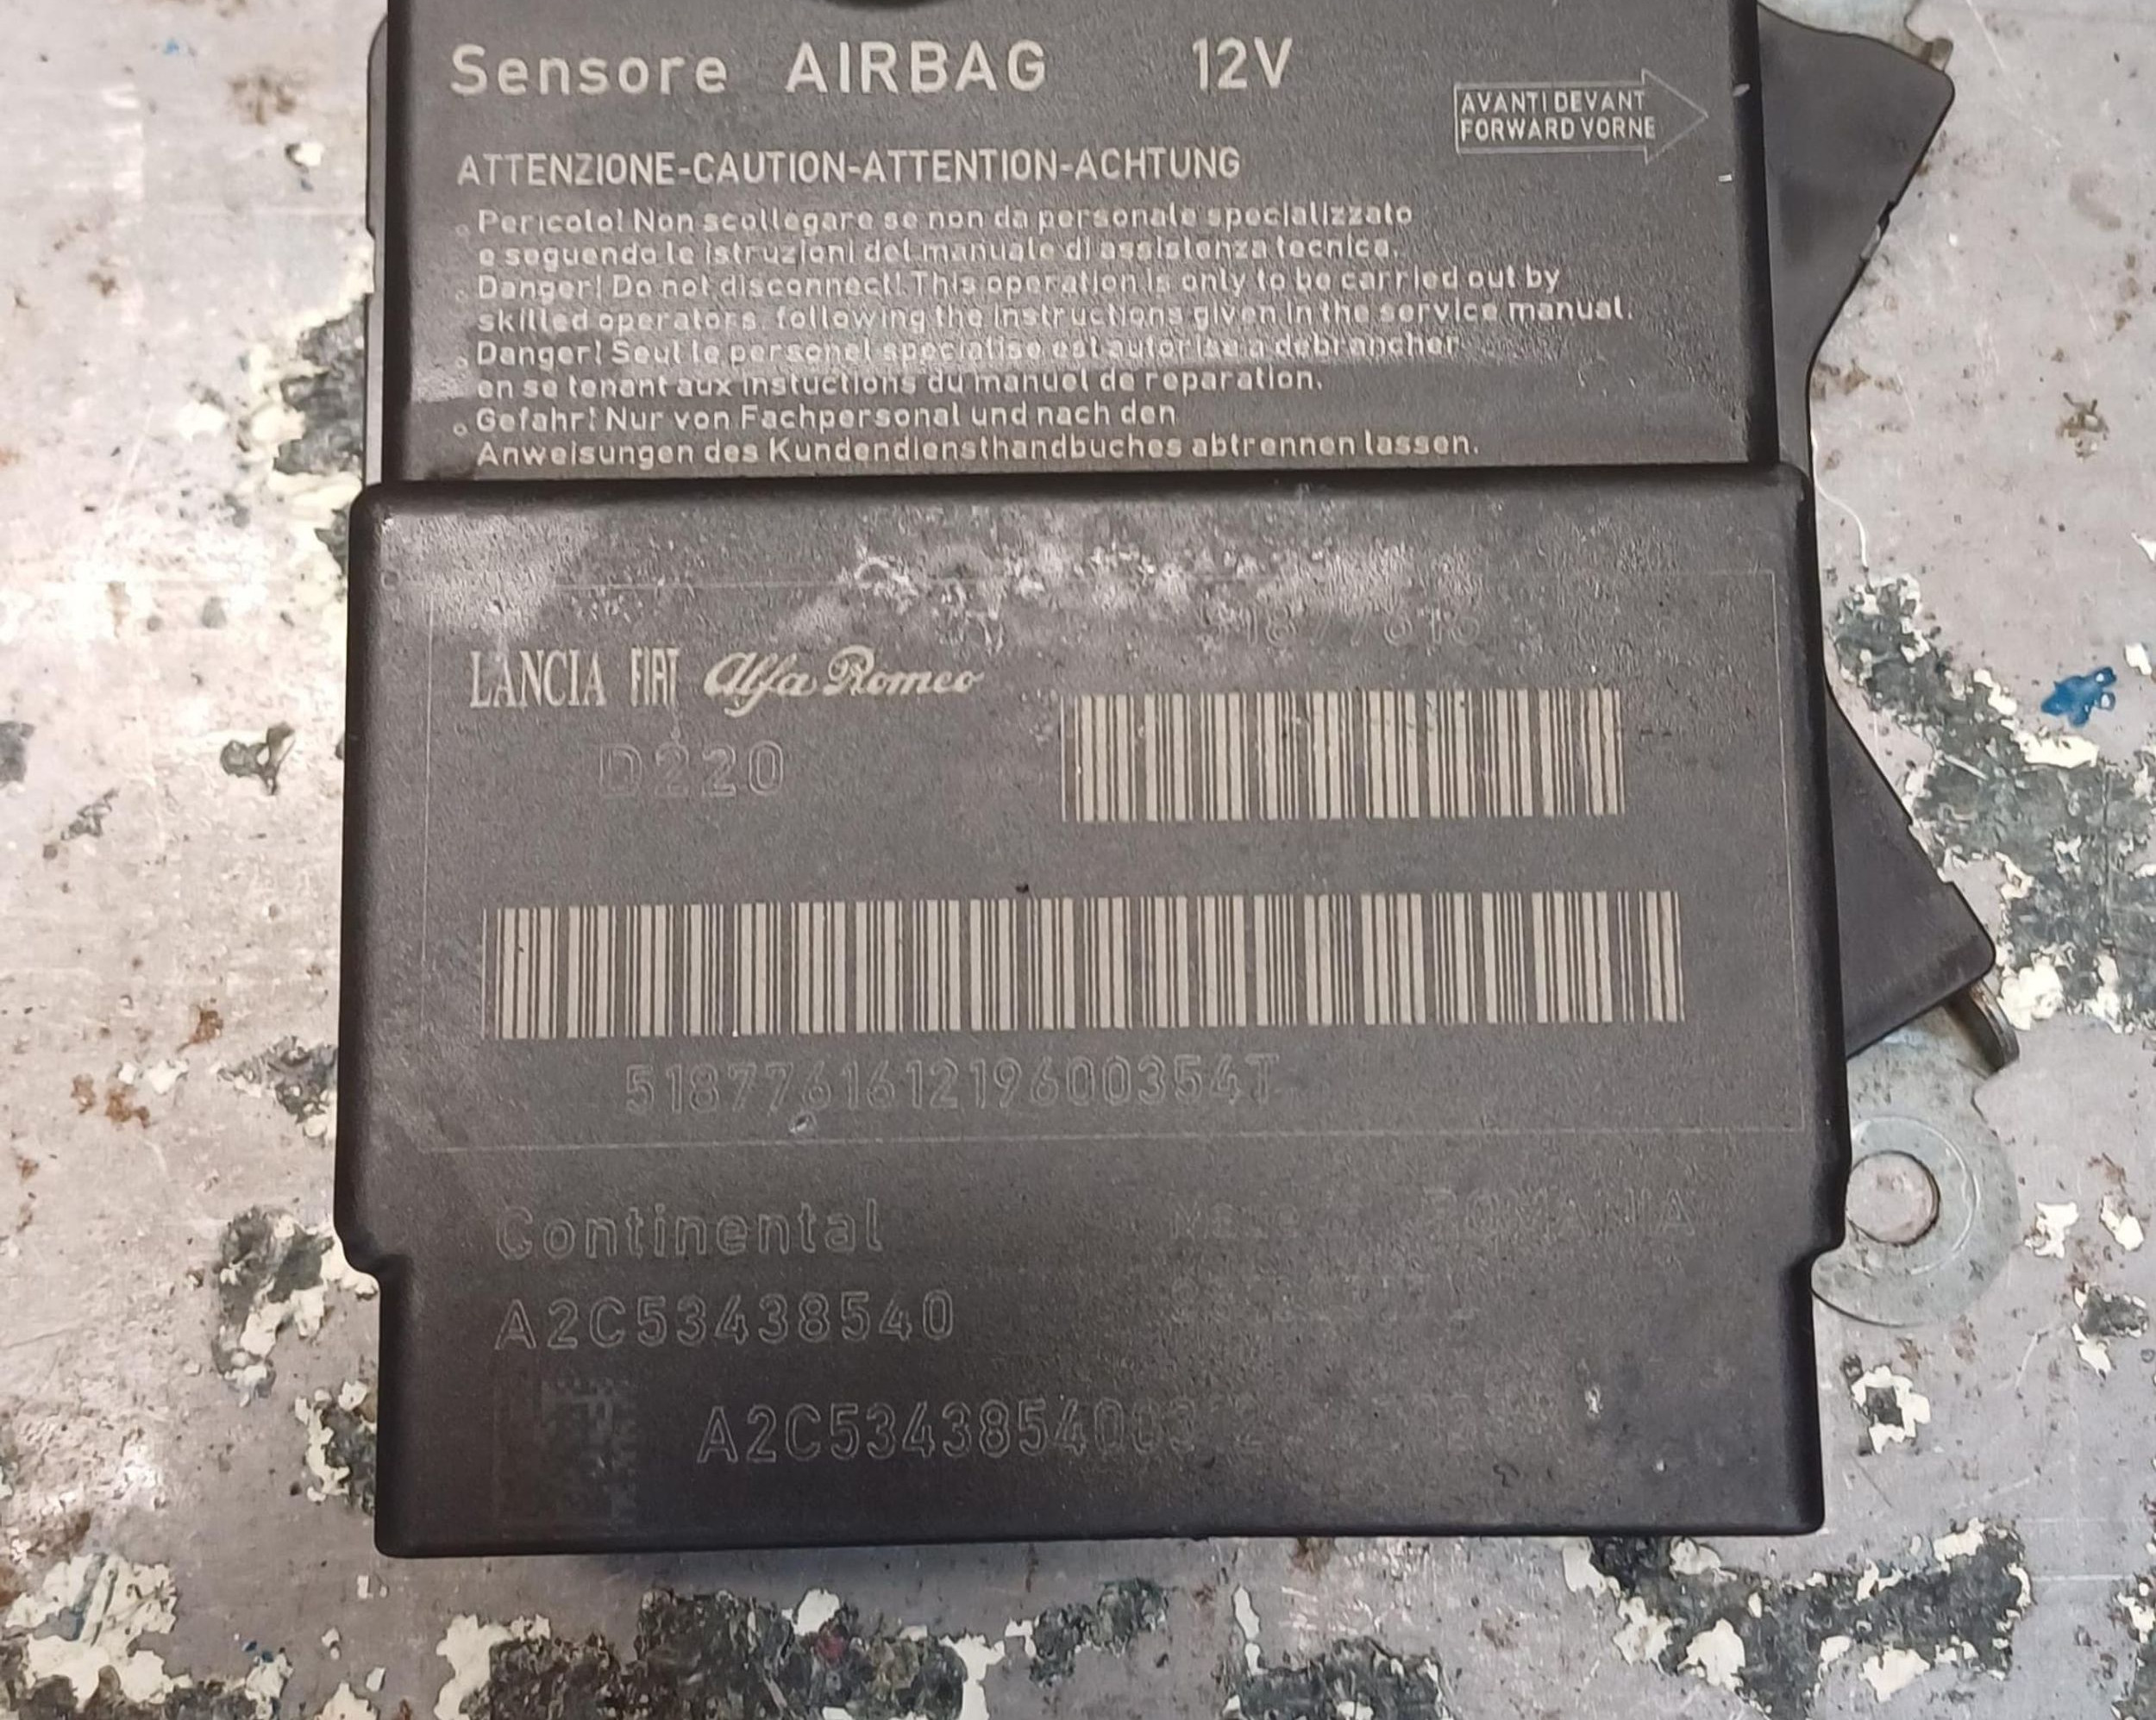 Sensore AIRBAG 12V
AVANTI DEVANT
FORWARD VORNE
ATTENZIONE-CAUTION-ATTENTION-ACHTUNG
Pericolo! Non scollegare se non da personale specializzato
e seguendo le istruzioni del manuale di assistenza tecnica.
Danger! Do not disconnect! This operation is only to be carried out by
skilled operators, following the instructions given in the service manual.
Danger! Seul le personel specialise est autorise a debrancher
en se tenant aux instuctions du manuel de reparation.
Gefahr! Nur von Fachpersonal und nach den
Anweisungen des Kundendiensthandbuches abtrennen lassen.
51877616
LANCIA FIAT Alfa Romeo
D220
5187761612196003​54T
Continental
ROMANIA
A2C53438540